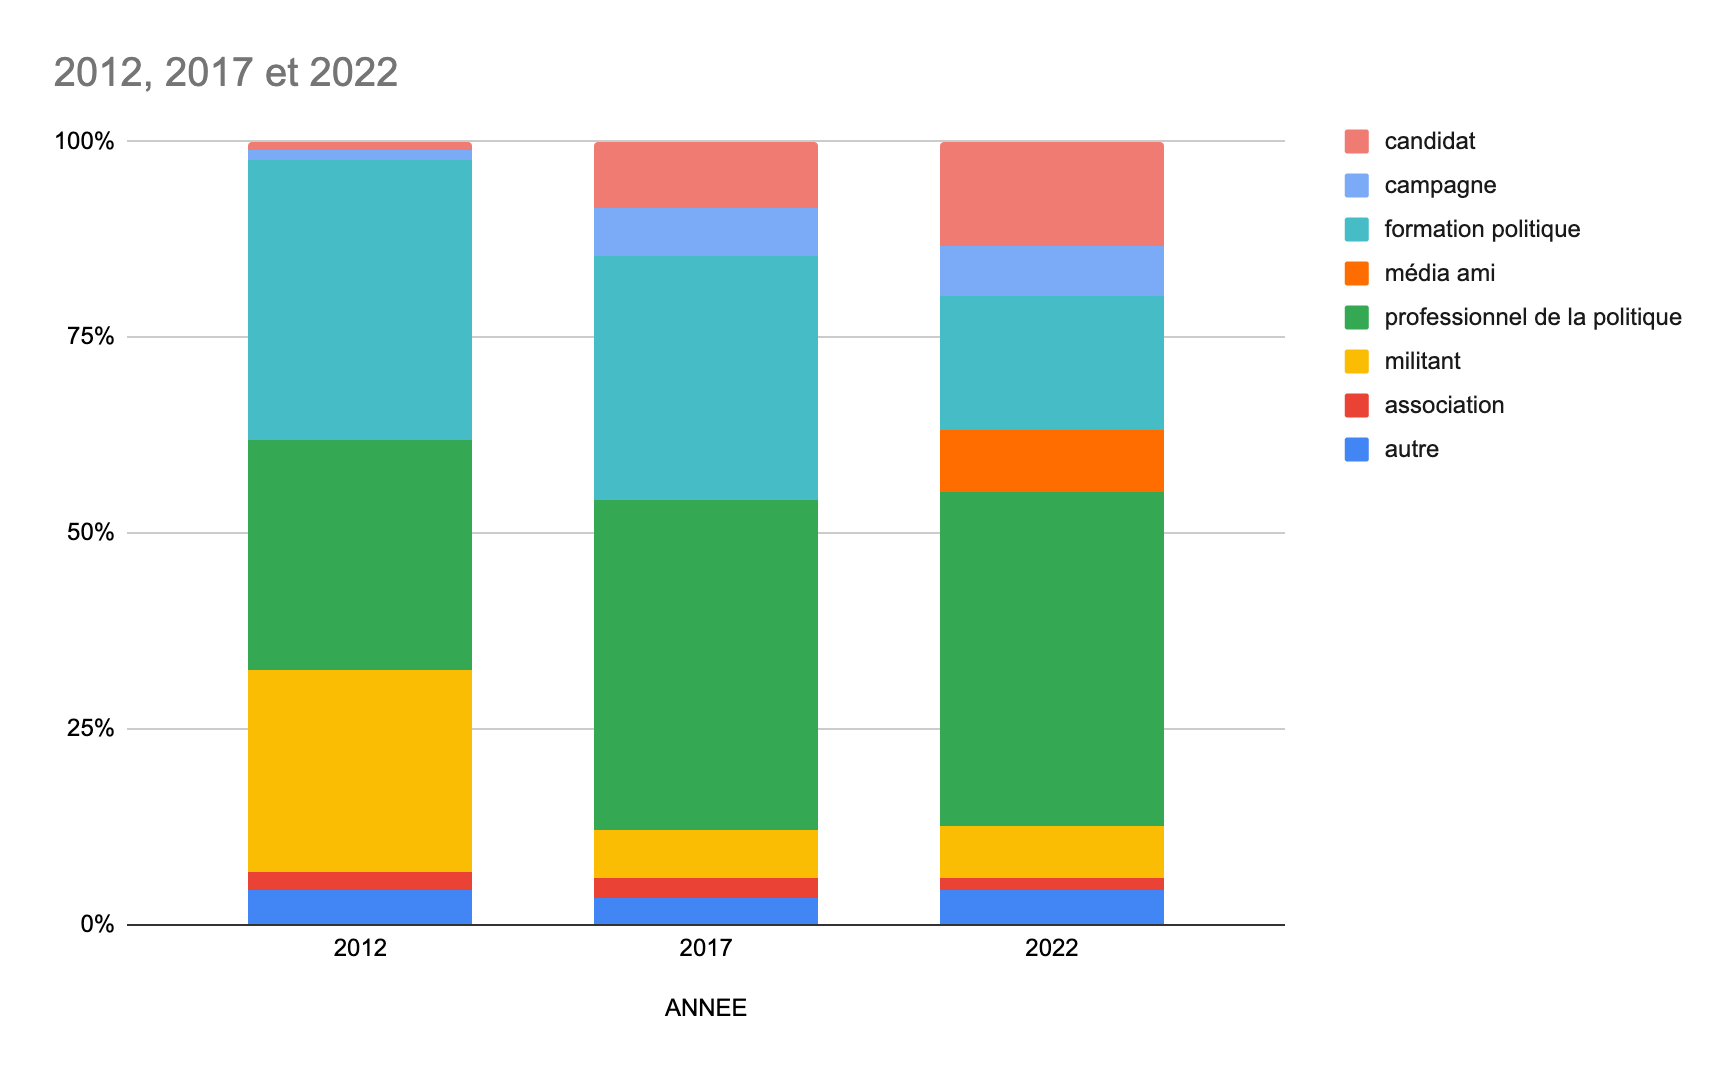 2012, 2017 et 2022
100%
75%
50%
25%
0%
2012
2017
2022
ANNEE
candidat
campagne
formation politique
média ami
professionnel de la politique
militant
association
autre